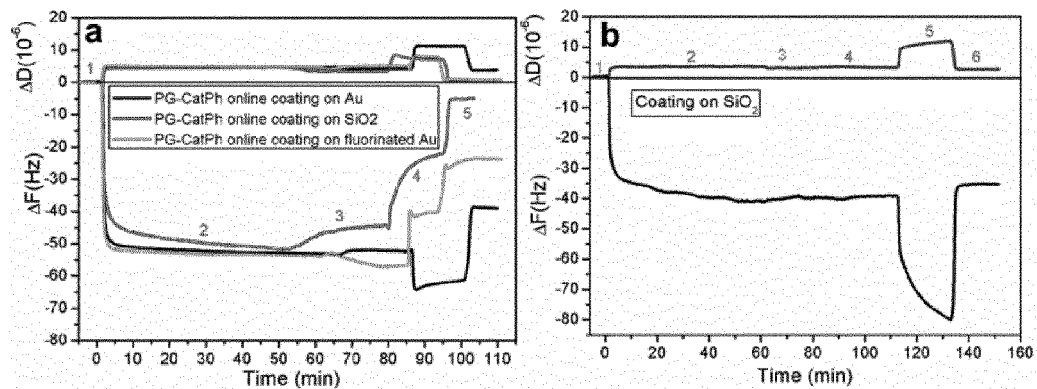 a
ΔD(10⁻⁶)
20
10
0
1
PG-CatPh online coating on Au
PG-CatPh online coating on SiO2
PG-CatPh online coating on fluorinated Au
-20
-30
-40
-50
-60
-70
-80
ΔF(Hz)
2
3
4
5
0 10 20 30 40 50 60 70 80 90 100 110
Time (min)
b
ΔD(10⁻⁶)
20
10
0
1 2 3 4 5 6
Coating on SiO₂
-20
-30
-40
-50
-60
-70
-80
ΔF(Hz)
0 20 40 60 80 100 120 140 160
Time (min)